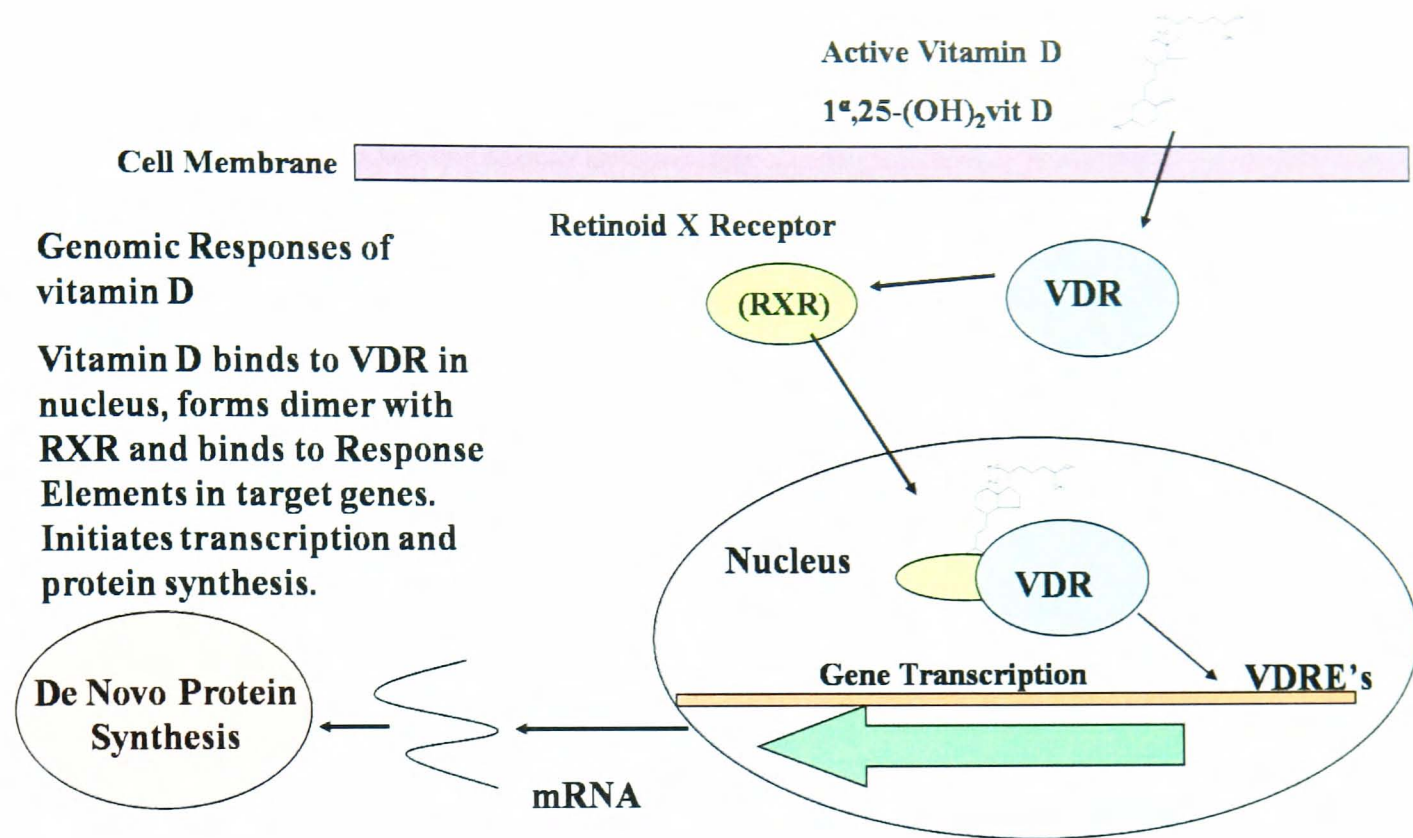 Active Vitamin D
1α,25-(OH)₂vit D
Cell Membrane
Retinoid X Receptor
Genomic Responses of
vitamin D
(RXR)
VDR
Vitamin D binds to VDR in
nucleus, forms dimer with
RXR and binds to Response
Elements in target genes.
Initiates transcription and
protein synthesis.
Nucleus
VDR
Gene Transcription
VDRE's
De Novo Protein
Synthesis
mRNA